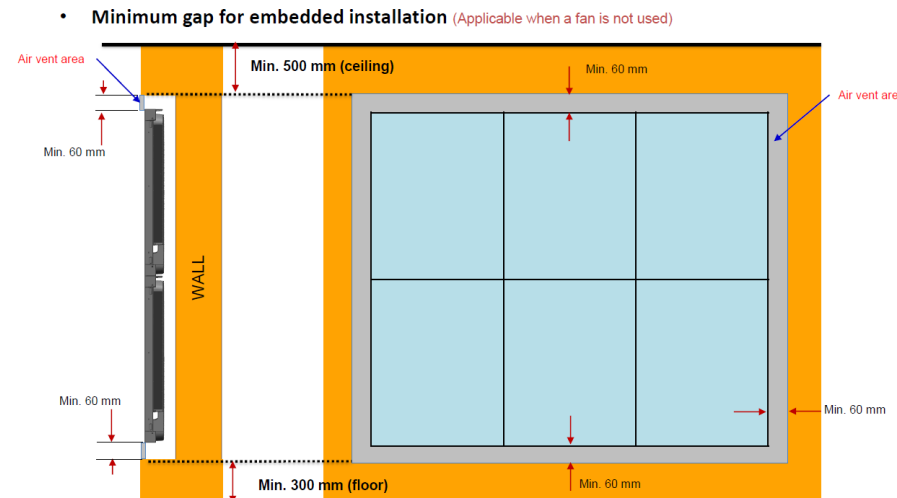 • Minimum gap for embedded installation (Applicable when a fan is not used)
Air vent area
Min. 500 mm (ceiling)
Min. 60 mm
Air vent are
Min. 60 mm
WALL
Min. 60 mm
Min. 60 mm
Min. 300 mm (floor)
Min. 60 mm